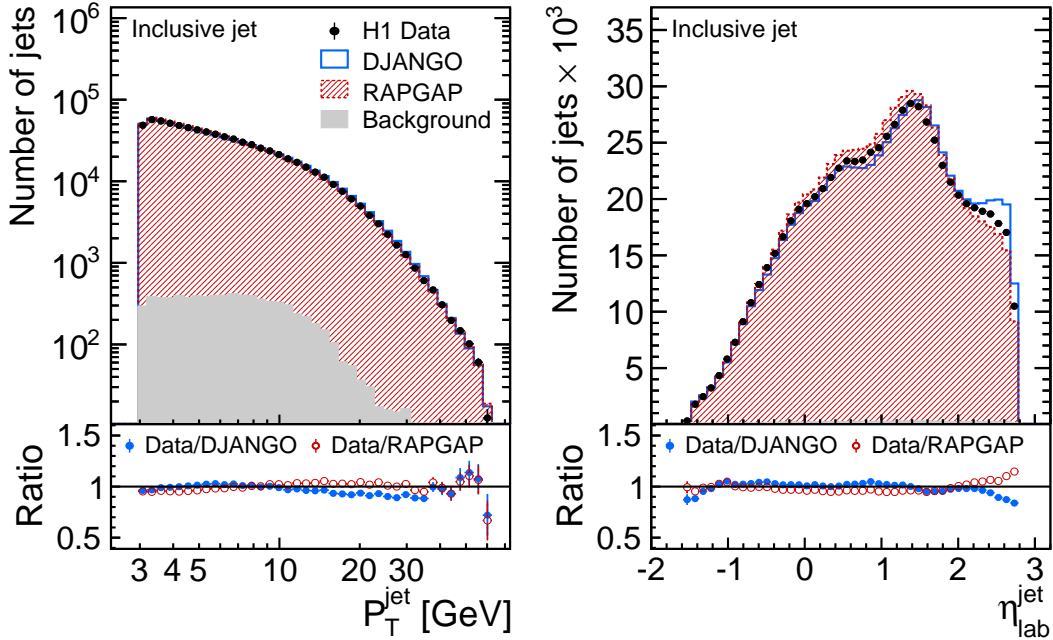 Number of jets
10^6
10^5
10^4
10^3
10^2
Inclusive jet
H1 Data
DJANGO
RAPGAP
Background
Ratio
1.5
1
0.5
Data/DJANGO
Data/RAPGAP
3 4 5 10 20 30
P_T^jet [GeV]
Number of jets × 10^3
35
30
25
20
15
10
5
Inclusive jet
Ratio
1.5
1
0.5
Data/DJANGO
Data/RAPGAP
-2 -1 0 1 2 3
η_lab^jet